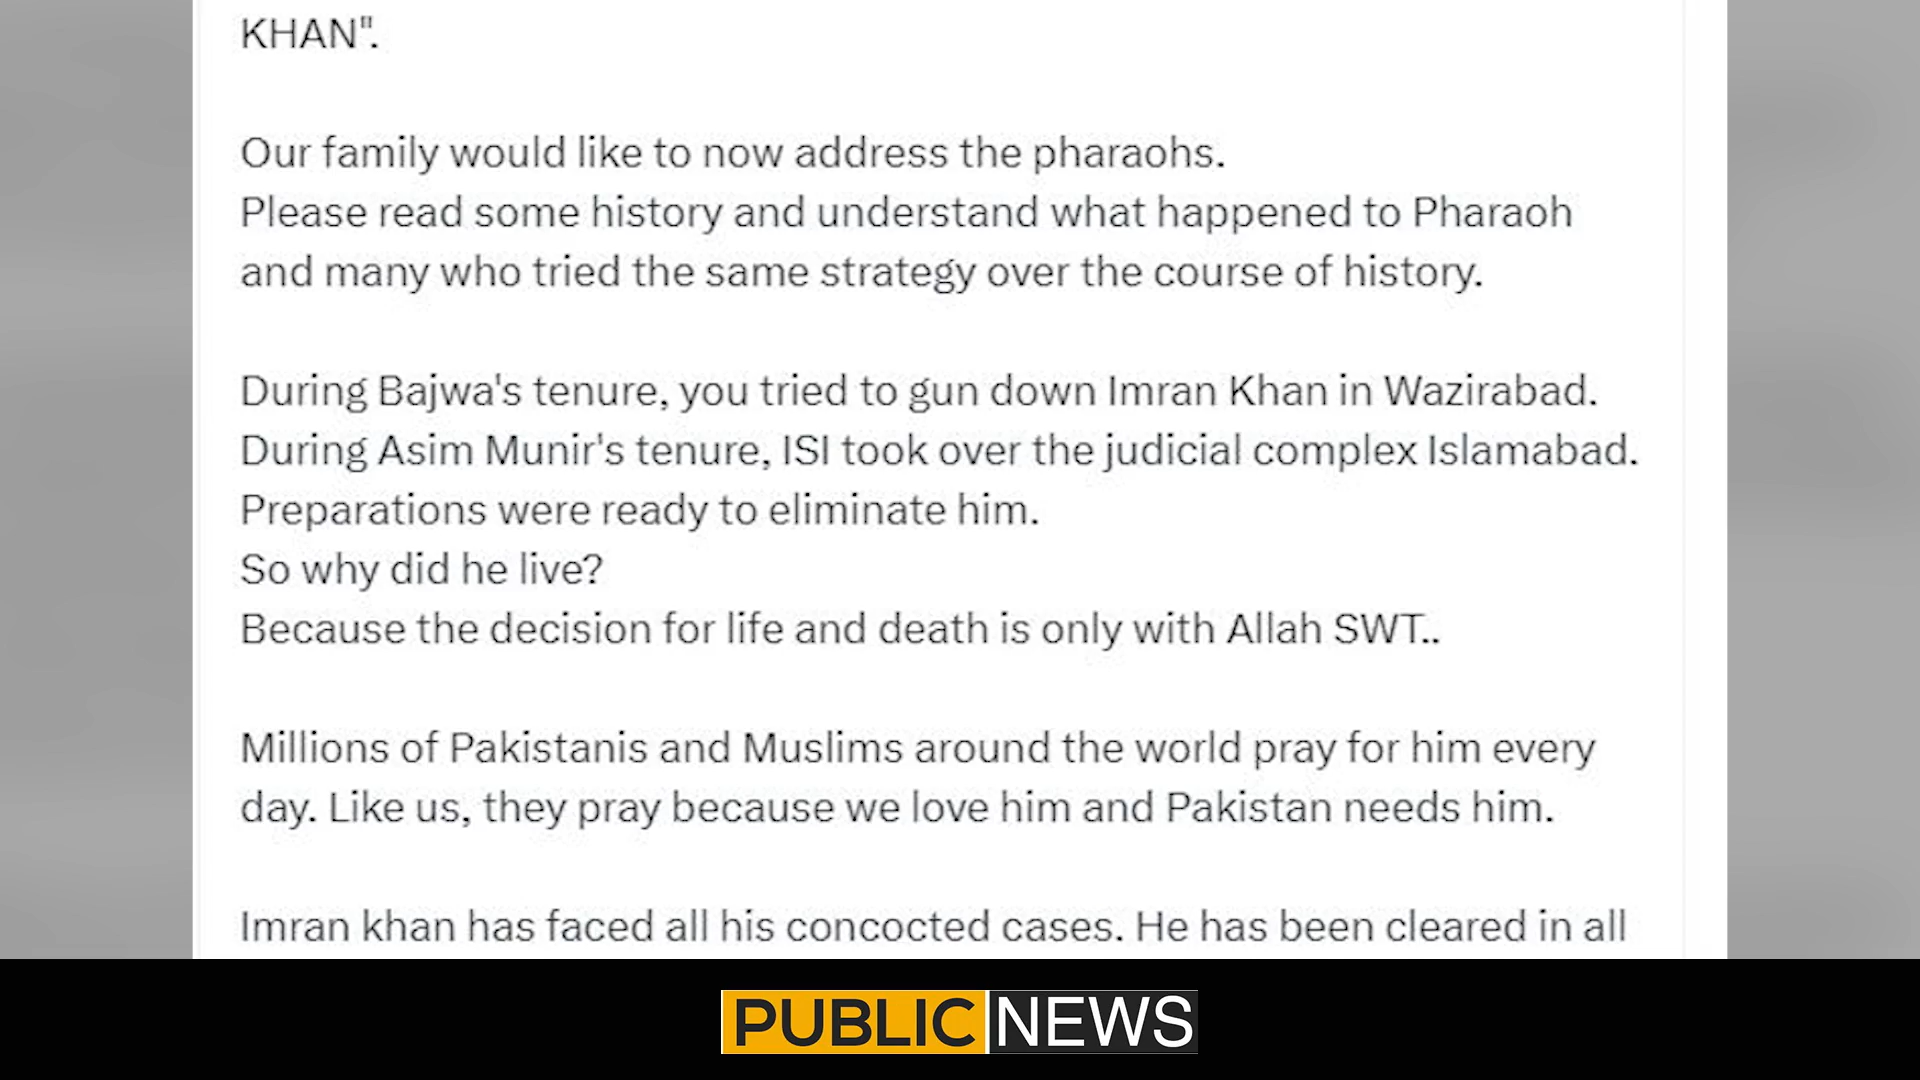 KHAN".
Our family would like to now address the pharaohs.
Please read some history and understand what happened to Pharaoh
and many who tried the same strategy over the course of history.
During Bajwa's tenure, you tried to gun down Imran Khan in Wazirabad.
During Asim Munir's tenure, ISI took over the judicial complex Islamabad.
Preparations were ready to eliminate him.
So why did he live?
Because the decision for life and death is only with Allah SWT..
Millions of Pakistanis and Muslims around the world pray for him every
day. Like us, they pray because we love him and Pakistan needs him.
Imran khan has faced all his concocted cases. He has been cleared in all
PUBLIC NEWS